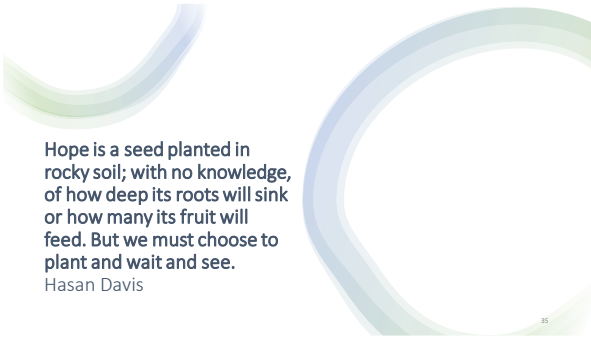 Hope is a seed planted in
rocky soil; with no knowledge,
of how deep its roots will sink
or how many its fruit will
feed. But we must choose to
plant and wait and see.
Hasan Davis
35